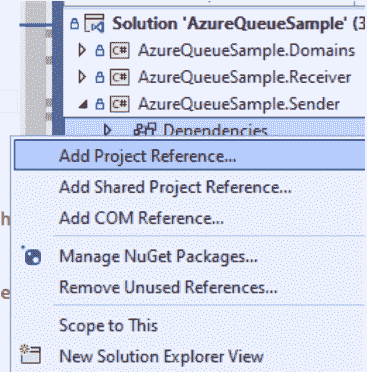 Solution 'AzureQueueSample' (3
C# AzureQueueSample.Domains
C# AzureQueueSample.Receiver
C# AzureQueueSample.Sender
Dependencies
Add Project Reference...
Add Shared Project Reference...
Add COM Reference...
Manage NuGet Packages...
Remove Unused References...
Scope to This
New Solution Explorer View
h
e